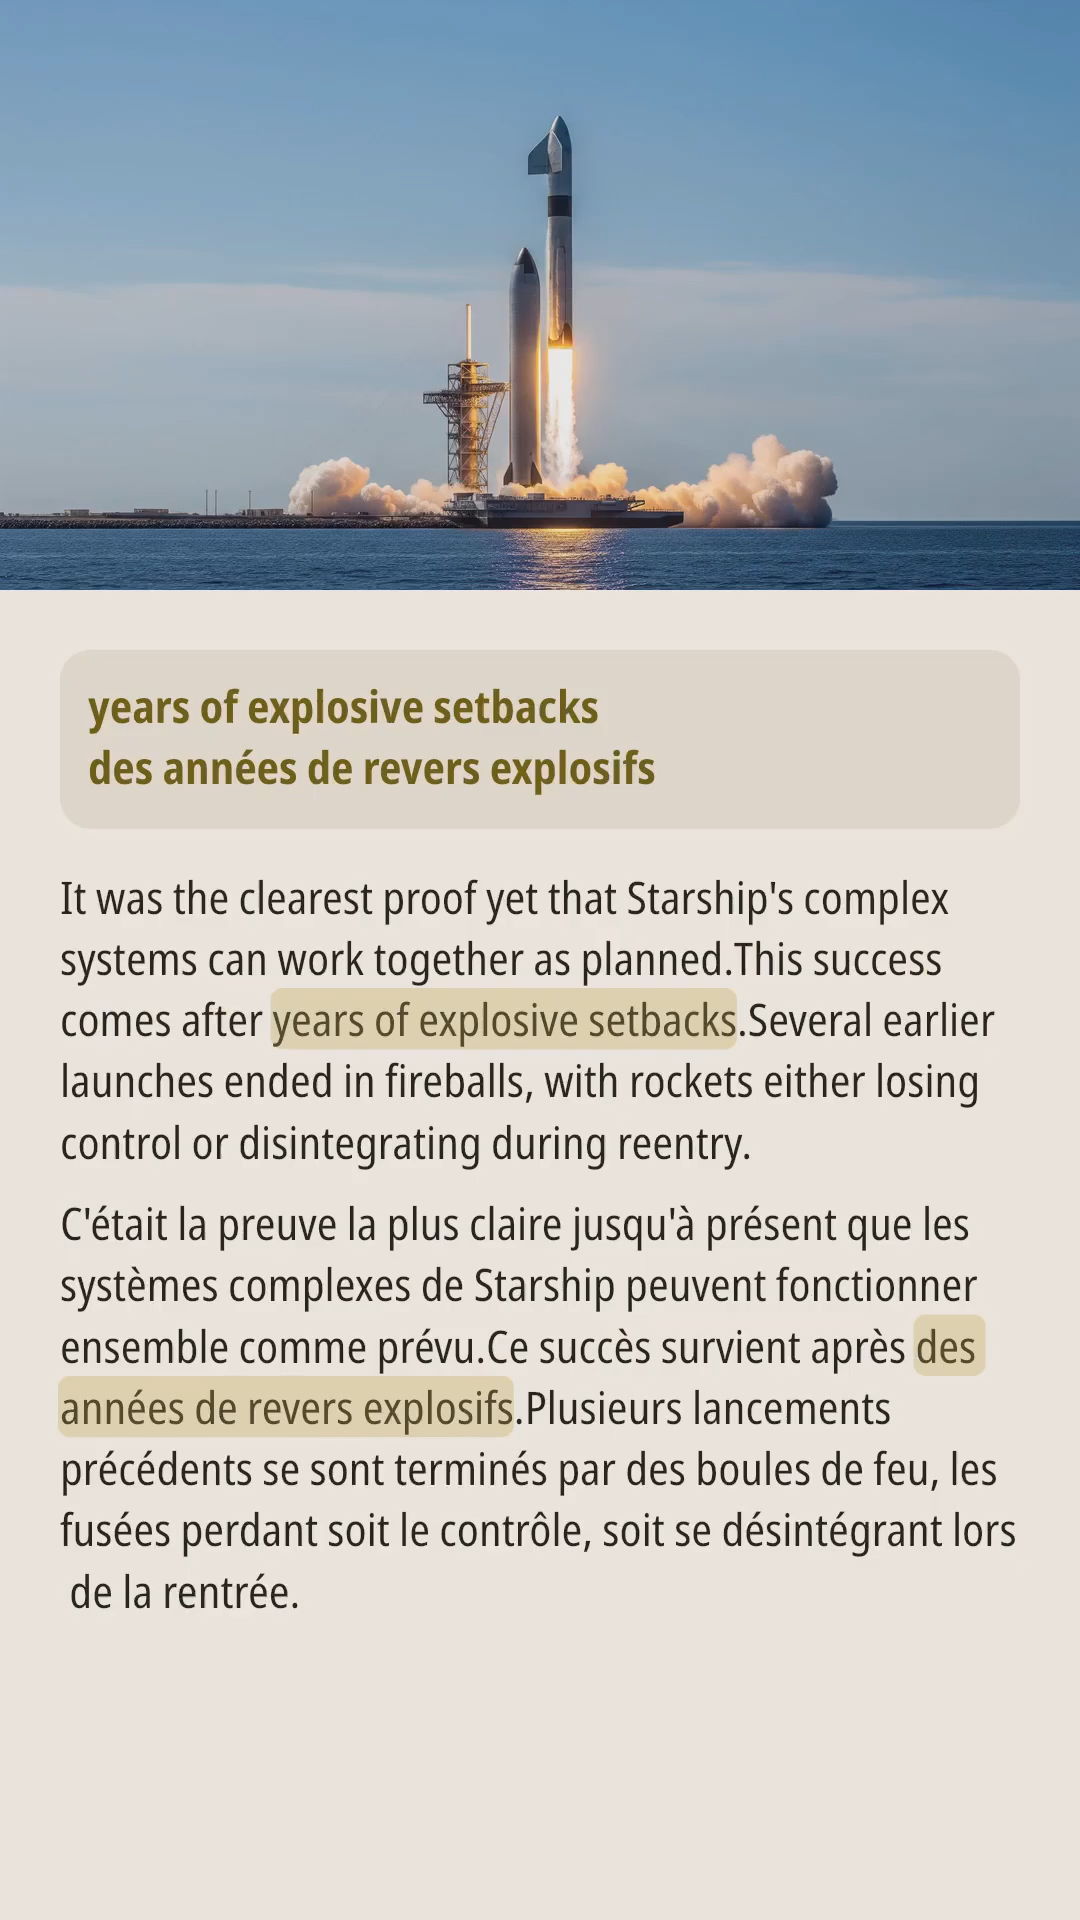 years of explosive setbacks
des années de revers explosifs
It was the clearest proof yet that Starship's complex
systems can work together as planned.This success
comes after years of explosive setbacks.Several earlier
launches ended in fireballs, with rockets either losing
control or disintegrating during reentry.
C'était la preuve la plus claire jusqu'à présent que les
systèmes complexes de Starship peuvent fonctionner
ensemble comme prévu.Ce succès survient après des
années de revers explosifs.Plusieurs lancements
précédents se sont terminés par des boules de feu, les
fusées perdant soit le contrôle, soit se désintégrant lors
de la rentrée.